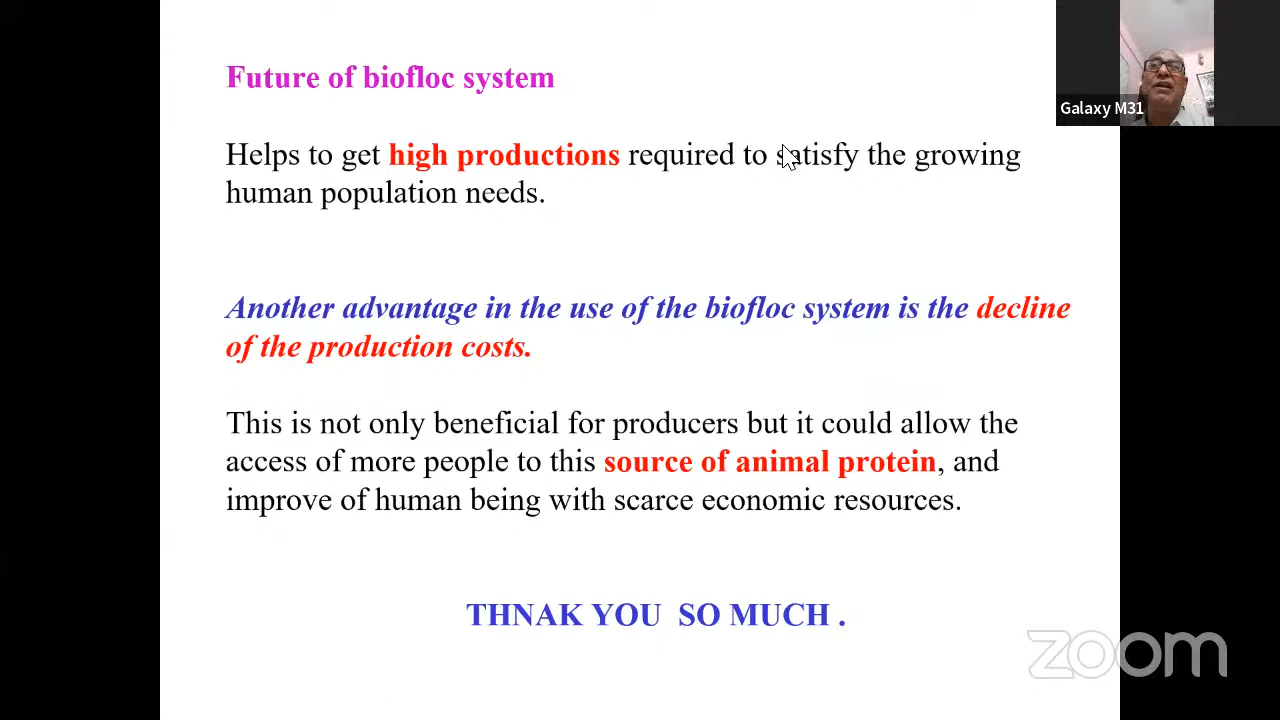 Future of biofloc system
Galaxy M31
Helps to get high productions required to satisfy the growing
human population needs.
Another advantage in the use of the biofloc system is the decline
of the production costs.
This is not only beneficial for producers but it could allow the
access of more people to this source of animal protein, and
improve of human being with scarce economic resources.
THNAK YOU SO MUCH .
zoom